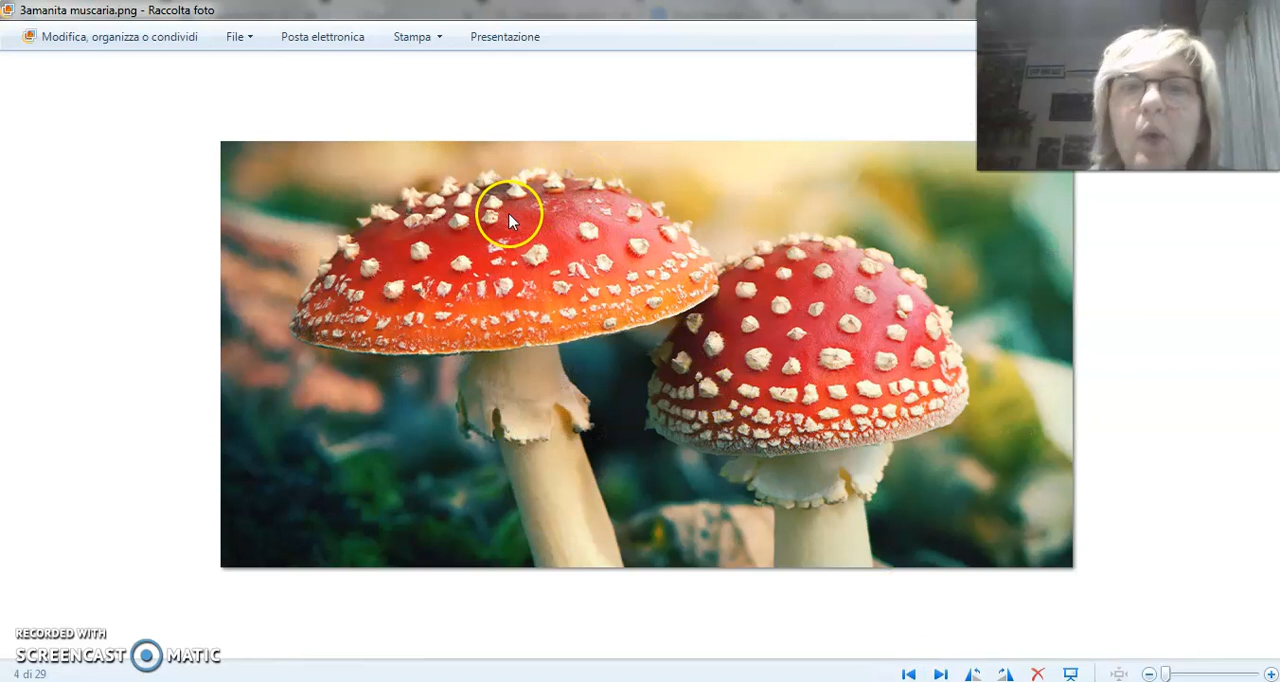 3amanita muscaria.png - Raccolta foto
Modifica, organizza o condividi File Posta elettronica Stampa Presentazione
RECORDED WITH
SCREENCAST MATIC
4 di 29